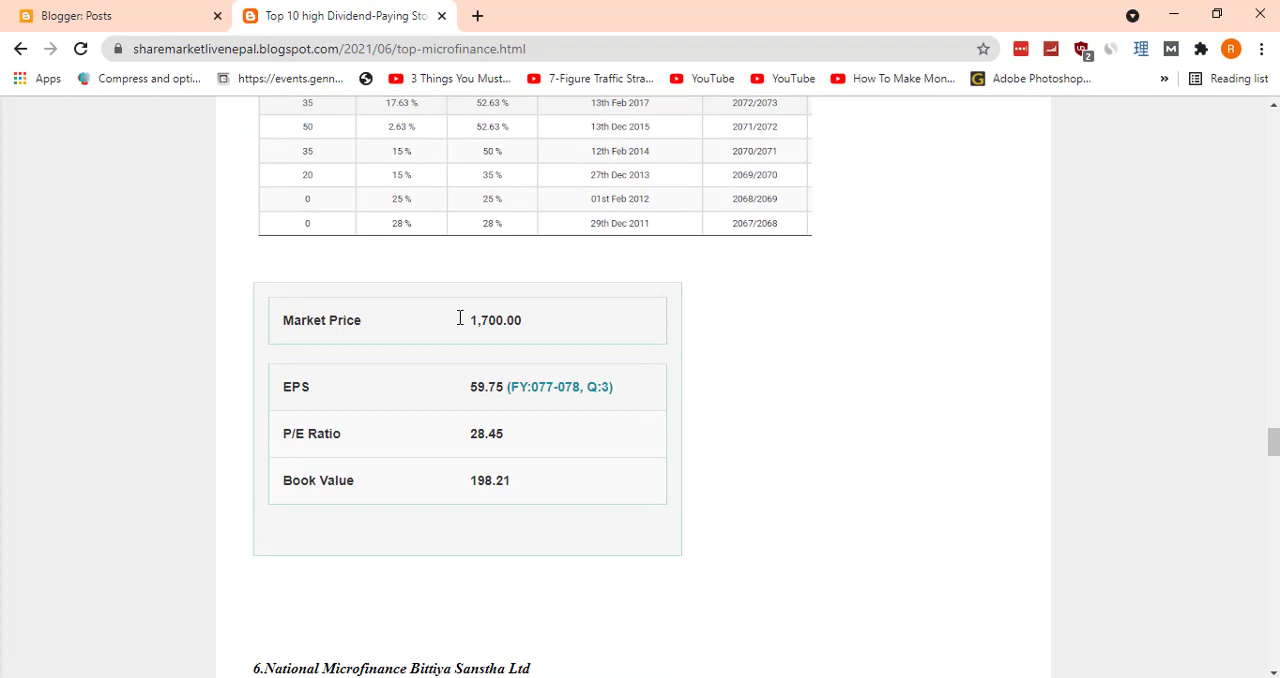 Blogger: Posts
Top 10 high Dividend-Paying Sto
sharemarketlivenepal.blogspot.com/2021/06/top-microfinance.html
2
M
R
Apps Compress and opti... https://events.genn... 3 Things You Must... 7-Figure Traffic Stra... YouTube YouTube How To Make Mon... Adobe Photoshop... » Reading list
35 17.63 % 52.63 % 13th Feb 2017 2072/2073
50 2.63 % 52.63 % 13th Dec 2015 2071/2072
35 15 % 50 % 12th Feb 2014 2070/2071
20 15 % 35 % 27th Dec 2013 2069/2070
0 25 % 25 % 01st Feb 2012 2068/2069
0 28 % 28 % 29th Dec 2011 2067/2068
Market Price 1,700.00
EPS 59.75 (FY:077-078, Q:3)
P/E Ratio 28.45
Book Value 198.21
6.National Microfinance Bittiya Sanstha Ltd